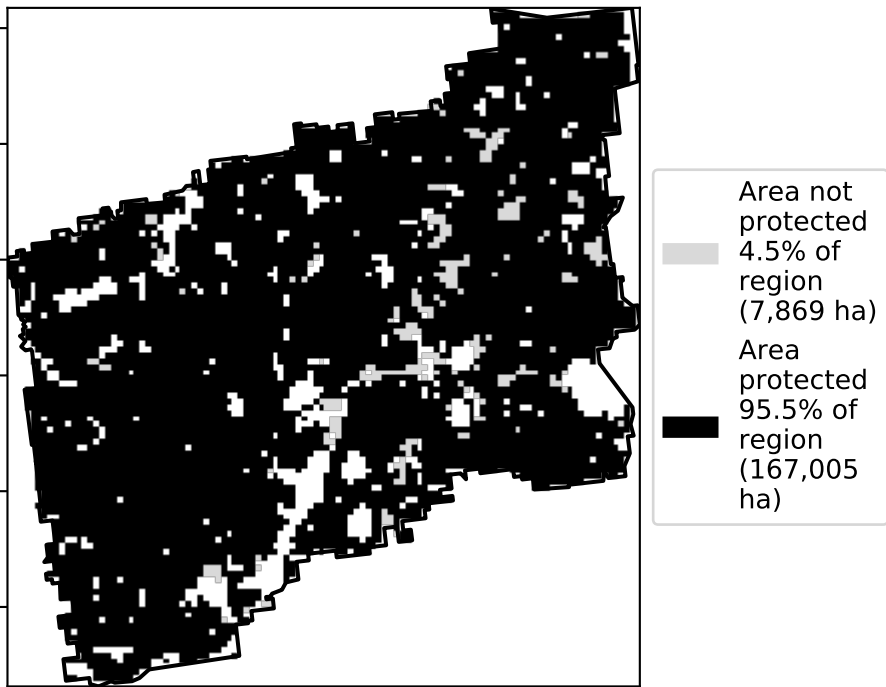 Area not
protected
4.5% of
region
(7,869 ha)
Area
protected
95.5% of
region
(167,005
ha)